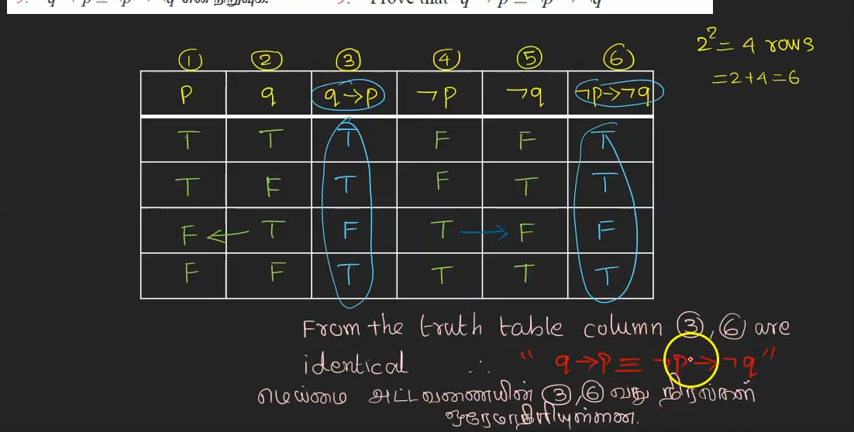 என நிறுவுக.
Prove that
2² = 4 rows
= 2 + 4 = 6
① ② ③ ④ ⑤ ⑥
p q q → p ¬p ¬q ¬p → ¬q
T T T F F T
T F T F T T
F T F T F F
F F T T T T
From the truth table column ③, ⑥ are
identical ∴ " q → p ≡ ¬p → ¬q "
மெய்மை அட்டவணையின் ③, ⑥ வது நிரல்கள்